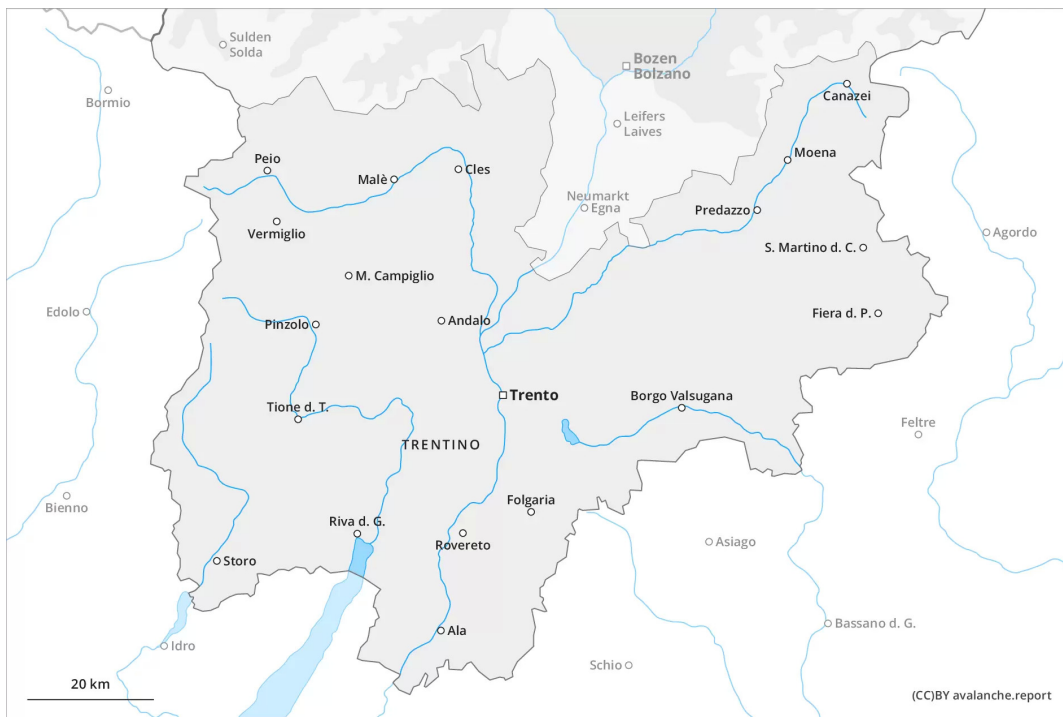 Sulden
Solda
Bozen
Bolzano
Bormio
Canazei
Leifers
Laives
Moena
Peio
Malè
Cles
Neumarkt
Egna
Predazzo
Vermiglio
S. Martino d. C.
Agordo
M. Campiglio
Edolo
Pinzolo
Andalo
Fiera d. P.
Trento
Borgo Valsugana
Tione d. T.
Feltre
TRENTINO
Bienno
Folgaria
Riva d. G.
Rovereto
Asiago
Storo
Ala
Bassano d. G.
Idro
Schio
20 km
(CC)BY avalanche.report